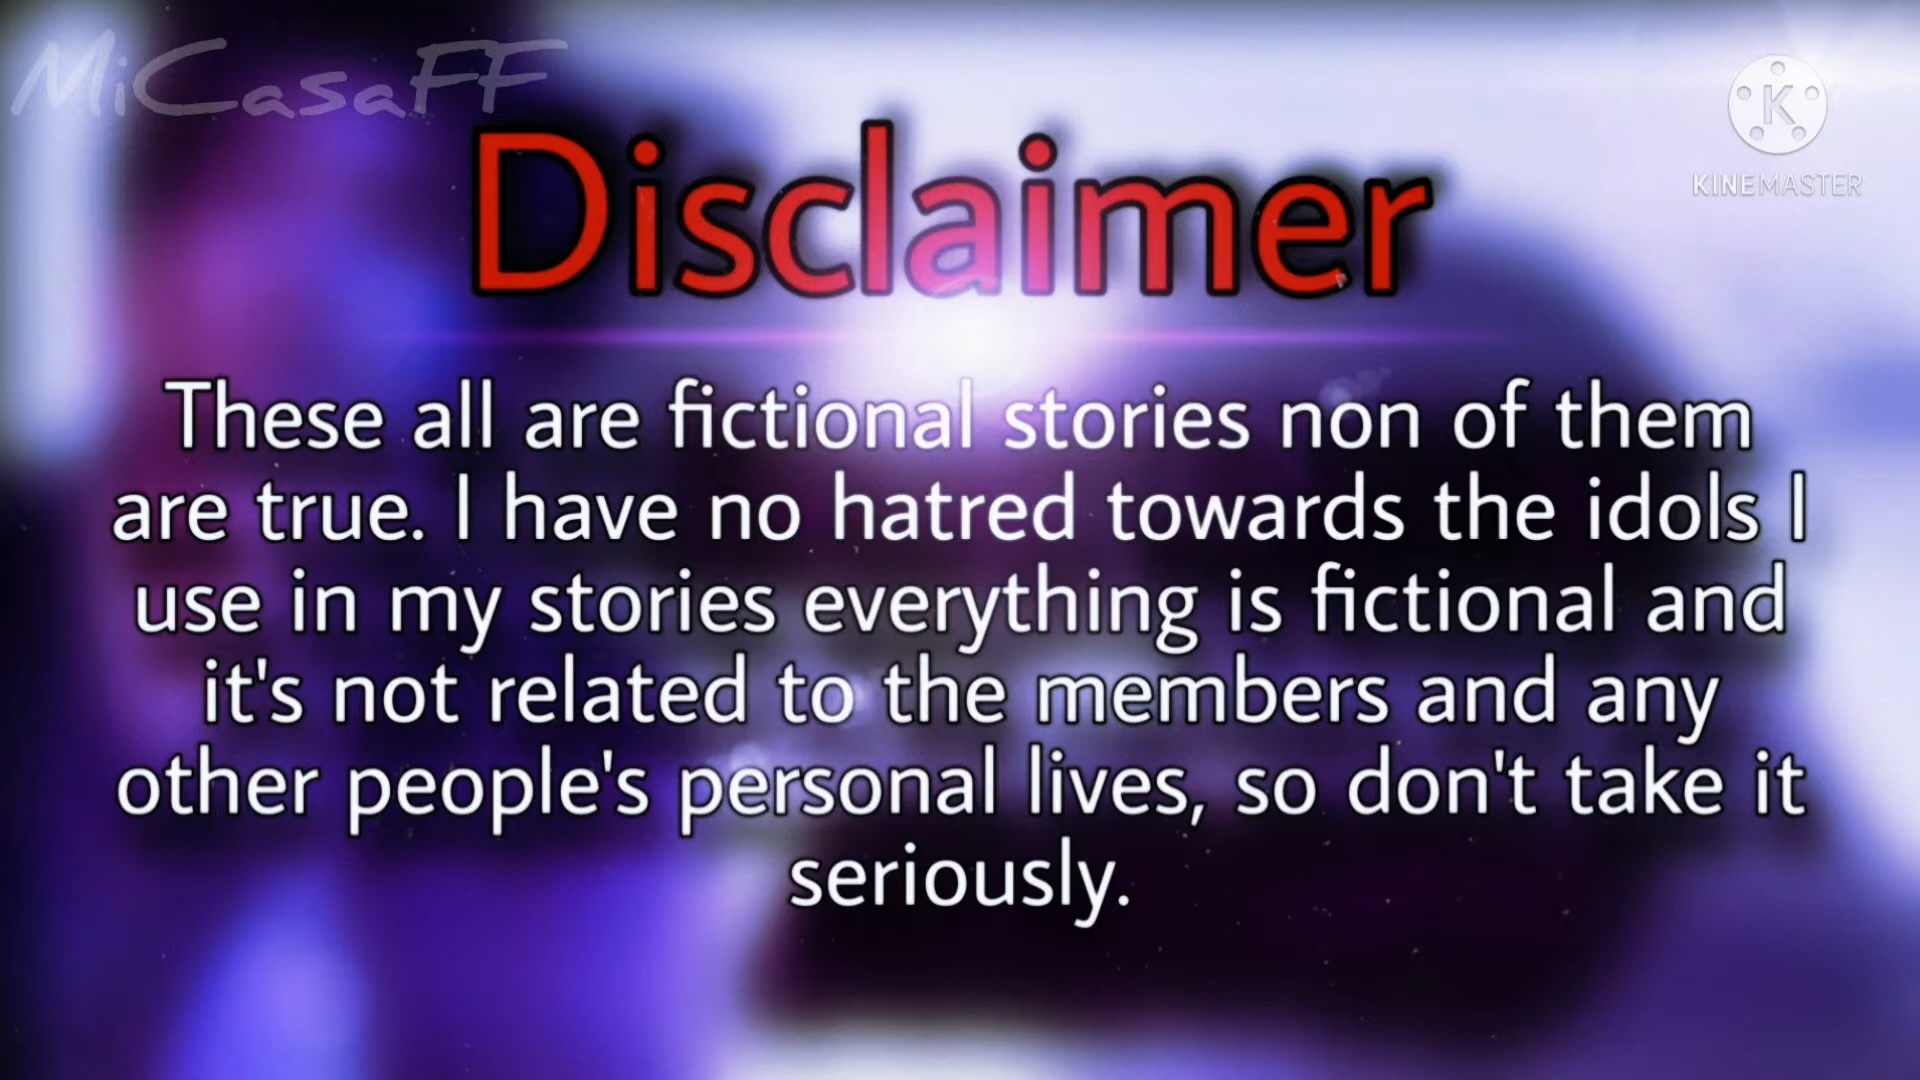 MiCasaFF
K
KINEMASTER
Disclaimer
These all are fictional stories non of them
are true. I have no hatred towards the idols I
use in my stories everything is fictional and
it's not related to the members and any
other people's personal lives, so don't take it
seriously.